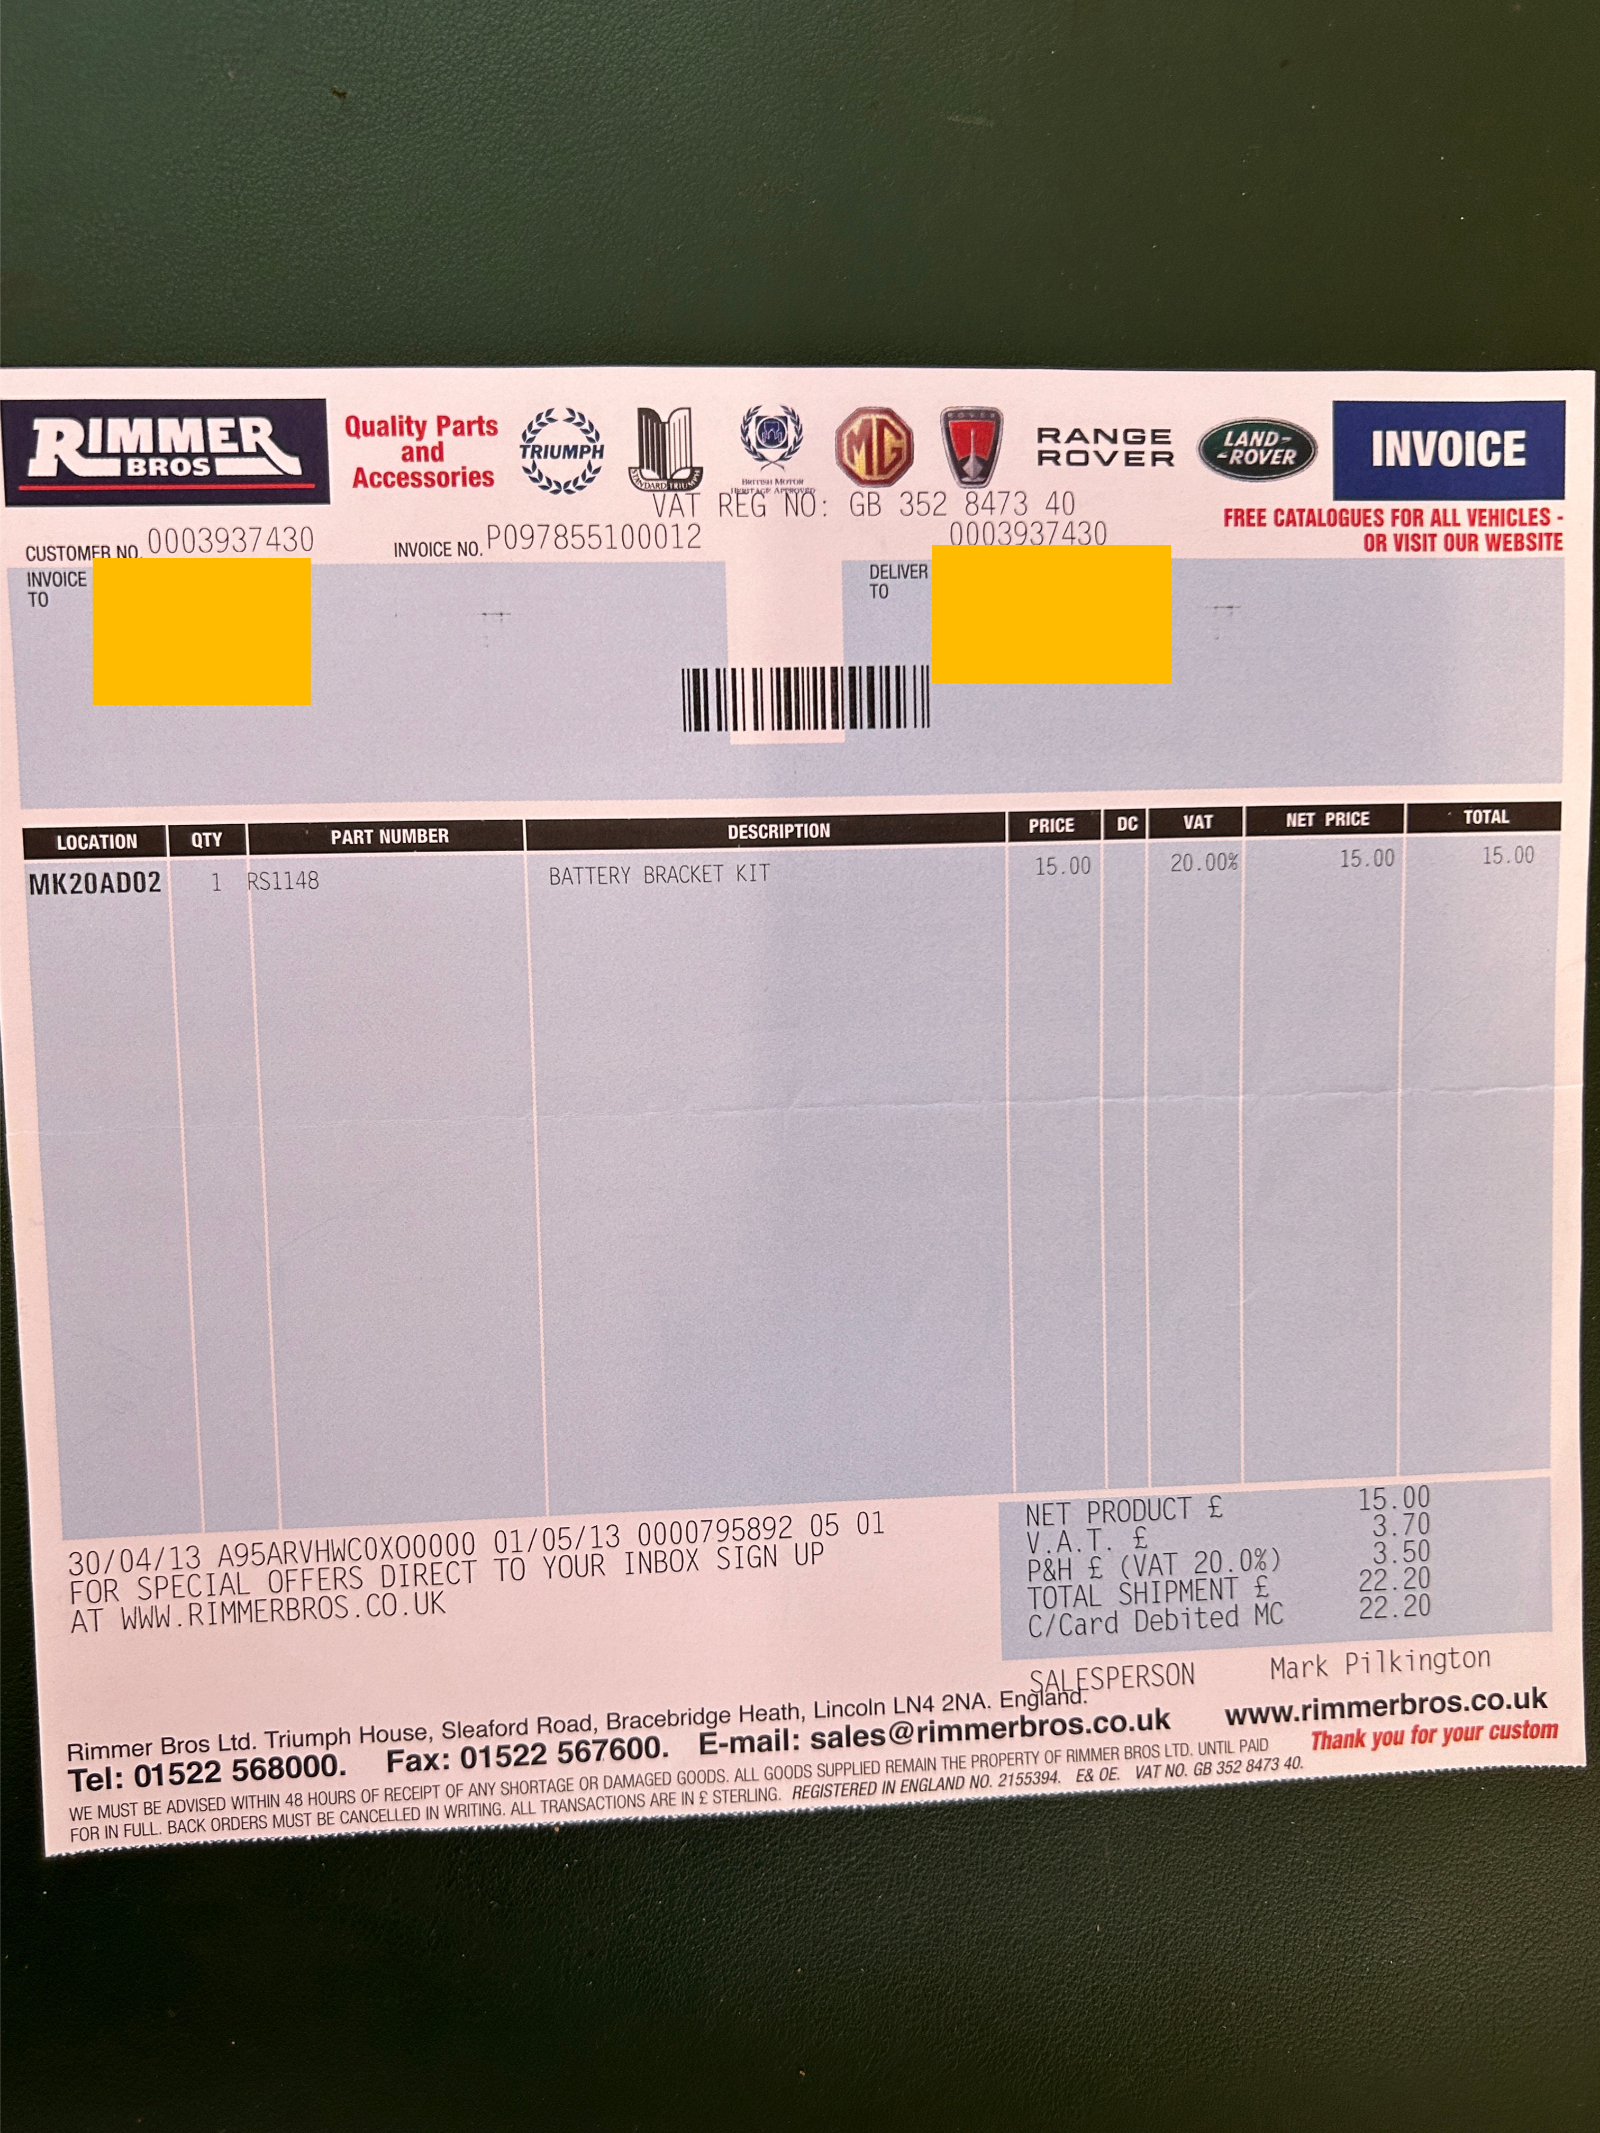 RIMMER
BROS
Quality Parts
and
Accessories
TRIUMPH
STANDARD TRIUMPH
BRITISH MOTOR
HERITAGE APPROVED
MG
ROVER
RANGE
ROVER
LAND-
-ROVER
INVOICE
VAT REG NO: GB 352 8473 40
FREE CATALOGUES FOR ALL VEHICLES -
OR VISIT OUR WEBSITE
CUSTOMER NO. 0003937430 INVOICE NO. P097855100012 0003937430
INVOICE
TO
DELIVER
TO
LOCATION QTY PART NUMBER DESCRIPTION PRICE DC VAT NET PRICE TOTAL
MK20AD02 1 RS1148 BATTERY BRACKET KIT 15.00 20.00% 15.00 15.00
30/04/13 A95ARVHWC0XO0000 01/05/13 0000795892 05 01
FOR SPECIAL OFFERS DIRECT TO YOUR INBOX SIGN UP
AT WWW.RIMMERBROS.CO.UK
NET PRODUCT £ 15.00
V.A.T. £ 3.70
P&H £ (VAT 20.0%) 3.50
TOTAL SHIPMENT £ 22.20
C/Card Debited MC 22.20
SALESPERSON Mark Pilkington
Rimmer Bros Ltd. Triumph House, Sleaford Road, Bracebridge Heath, Lincoln LN4 2NA. England.
Tel: 01522 568000. Fax: 01522 567600. E-mail: sales@rimmerbros.co.uk www.rimmerbros.co.uk
Thank you for your custom
WE MUST BE ADVISED WITHIN 48 HOURS OF RECEIPT OF ANY SHORTAGE OR DAMAGED GOODS. ALL GOODS SUPPLIED REMAIN THE PROPERTY OF RIMMER BROS LTD. UNTIL PAID
FOR IN FULL. BACK ORDERS MUST BE CANCELLED IN WRITING. ALL TRANSACTIONS ARE IN £ STERLING. REGISTERED IN ENGLAND NO. 2155394. E& OE. VAT NO. GB 352 8473 40.